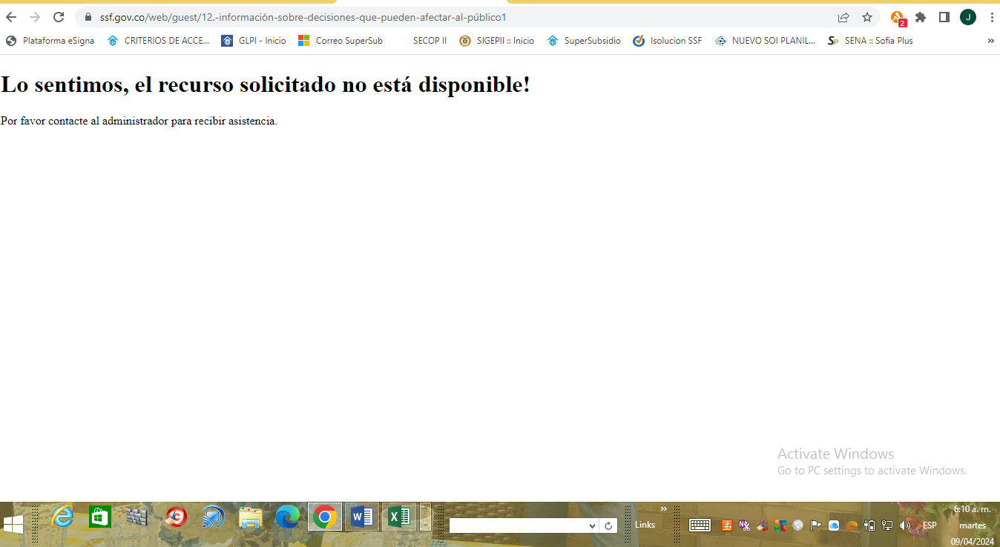 ssf.gov.co/web/guest/12.-información-sobre-decisiones-que-pueden-afectar-al-público1
2
J
Plataforma eSigna CRITERIOS DE ACCE... GLPI - Inicio Correo SuperSub SECOP II SIGEPII :: Inicio SuperSubsidio Isolucion SSF NUEVO SOI PLANIL... Sp SENA :: Sofia Plus »
Lo sentimos, el recurso solicitado no está disponible!
Por favor contacte al administrador para recibir asistencia.
Activate Windows
Go to PC settings to activate Windows.
Links
»
ESP
6:10 a. m.
martes
09/04/2024